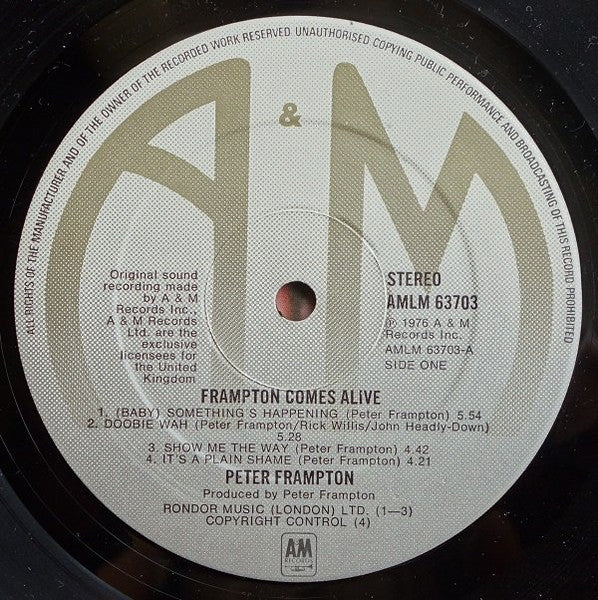 ALL RIGHTS OF THE MANUFACTURER AND OF THE OWNER OF THE RECORDED WORK RESERVED. UNAUTHORISED COPYING PUBLIC PERFORMANCE AND BROADCASTING OF THIS RECORD PROHIBITED
A & M
Original sound
recording made
by A & M
Records Inc.,
A & M Records
Ltd. are the
exclusive
licensees for the
United
Kingdom
STEREO
AMLM 63703
℗ 1976 A & M
Records Inc.
AMLM 63703-A
SIDE ONE
FRAMPTON COMES ALIVE
1. (BABY) SOMETHING S HAPPENING (Peter Frampton) 5.54
2. DOOBIE WAH (Peter Frampton/Rick Willis/John Headly-Down)
5.28
3. SHOW ME THE WAY (Peter Frampton) 4.42
4. IT'S A PLAIN SHAME (Peter Frampton) 4.21
PETER FRAMPTON
Produced by Peter Frampton
RONDOR MUSIC (LONDON) LTD. (1—3)
COPYRIGHT CONTROL (4)
AM
RECORDS